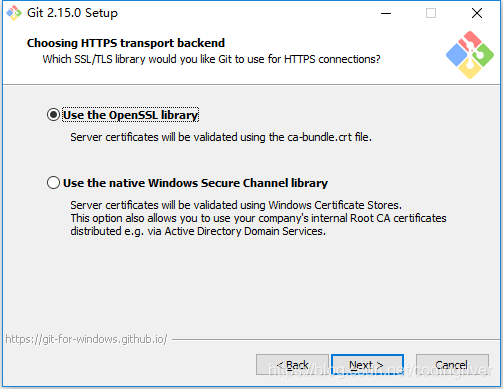 Git 2.15.0 Setup
Choosing HTTPS transport backend
Which SSL/TLS library would you like Git to use for HTTPS connections?
Use the OpenSSL library
Server certificates will be validated using the ca-bundle.crt file.
Use the native Windows Secure Channel library
Server certificates will be validated using Windows Certificate Stores.
This option also allows you to use your company's internal Root CA certificates
distributed e.g. via Active Directory Domain Services.
https://git-for-windows.github.io/
< Back
Next >
Cancel
https://blog.csdn.net/codingriver